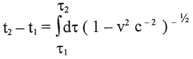 t₂ – t₁ = ∫dτ ( 1 – v² c ⁻² ) ⁻ ½
τ2
τ1